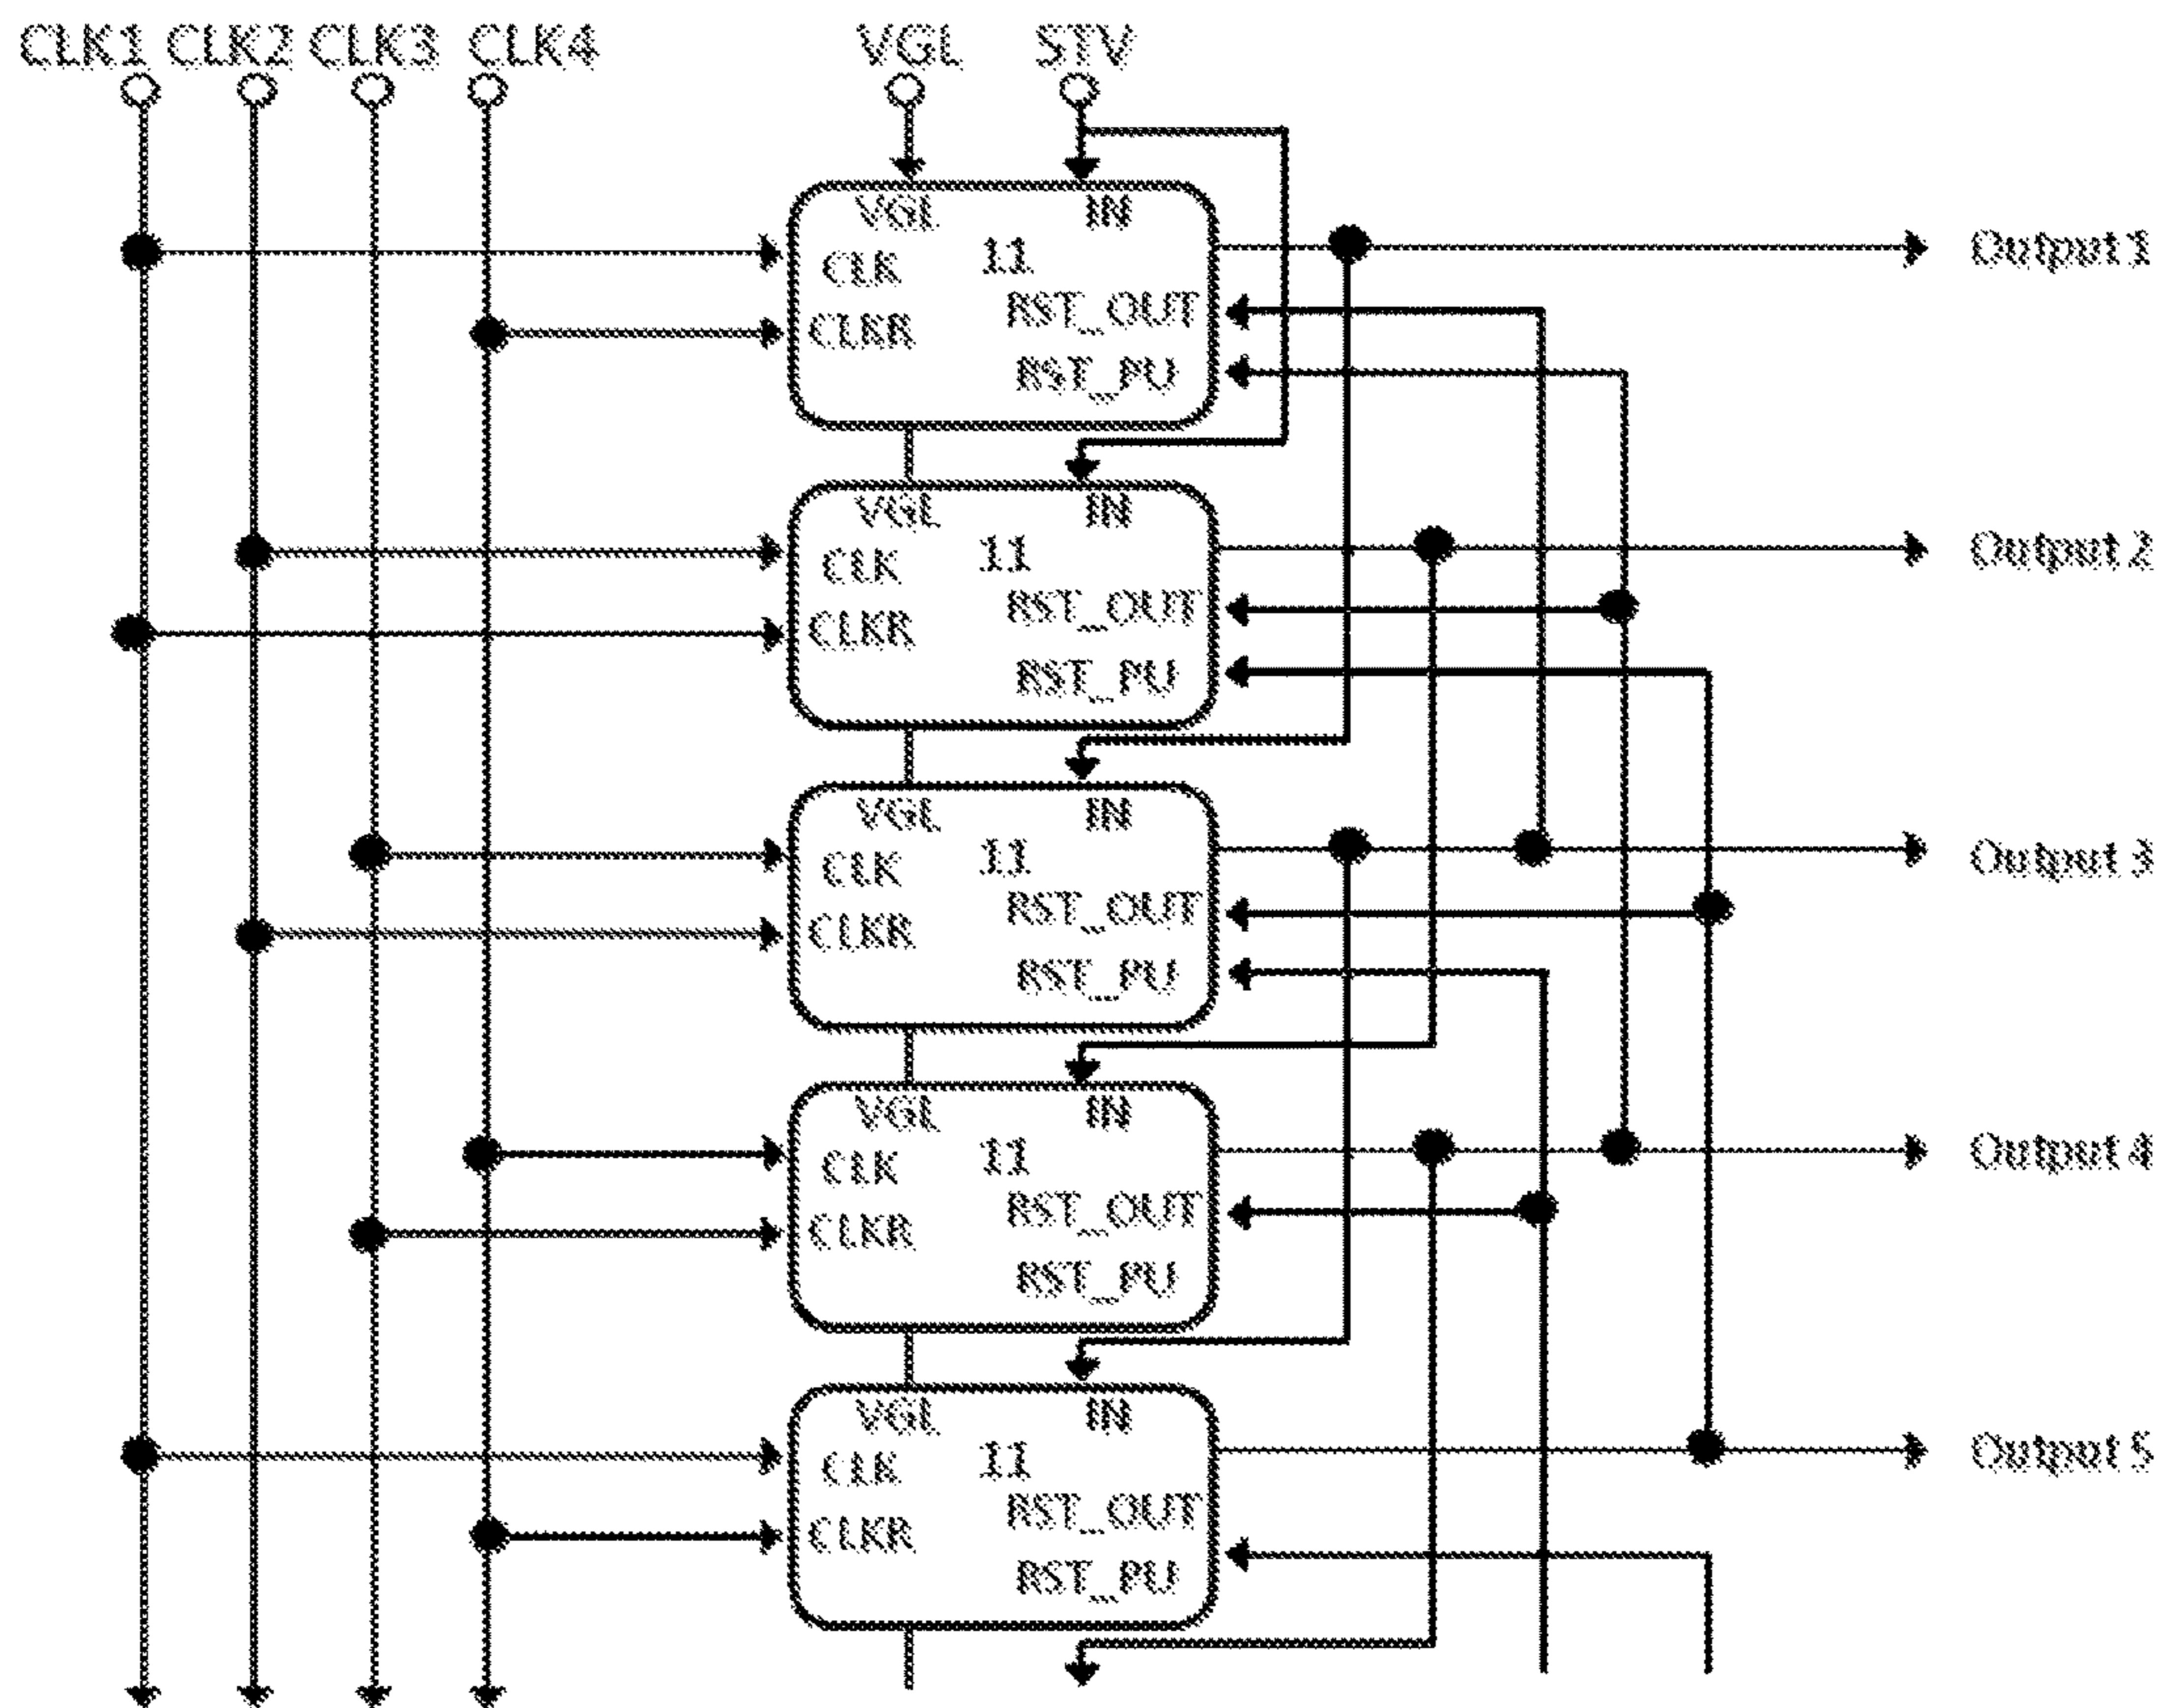 CLK1 CLK2 CLK3 CLK4 VGL STV
VGL IN
CLK 11
RST_OUT
CLKR
RST_PU
Output 1
VGL IN
CLK 11
RST_OUT
CLKR
RST_PU
Output 2
VGL IN
CLK 11
RST_OUT
CLKR
RST_PU
Output 3
VGL IN
CLK 11
RST_OUT
CLKR
RST_PU
Output 4
VGL IN
CLK 11
RST_OUT
CLKR
RST_PU
Output 5